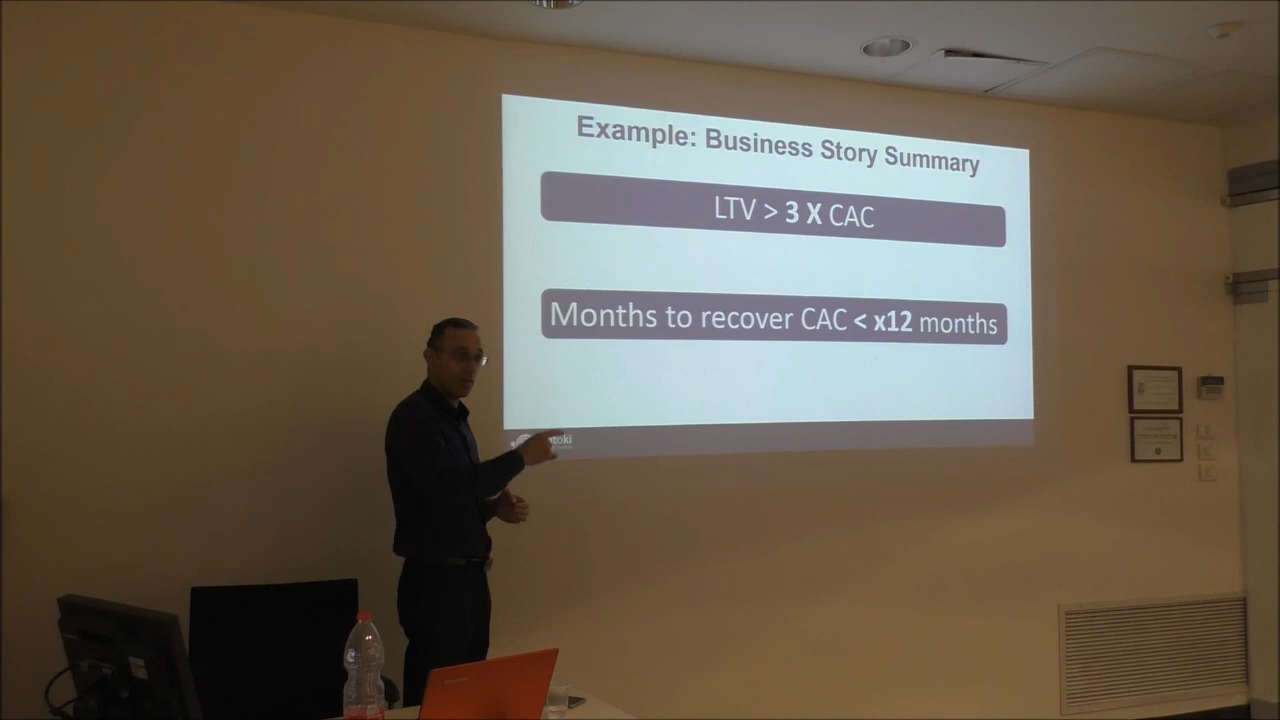 Example: Business Story Summary
LTV > 3 X CAC
Months to recover CAC < x12 months